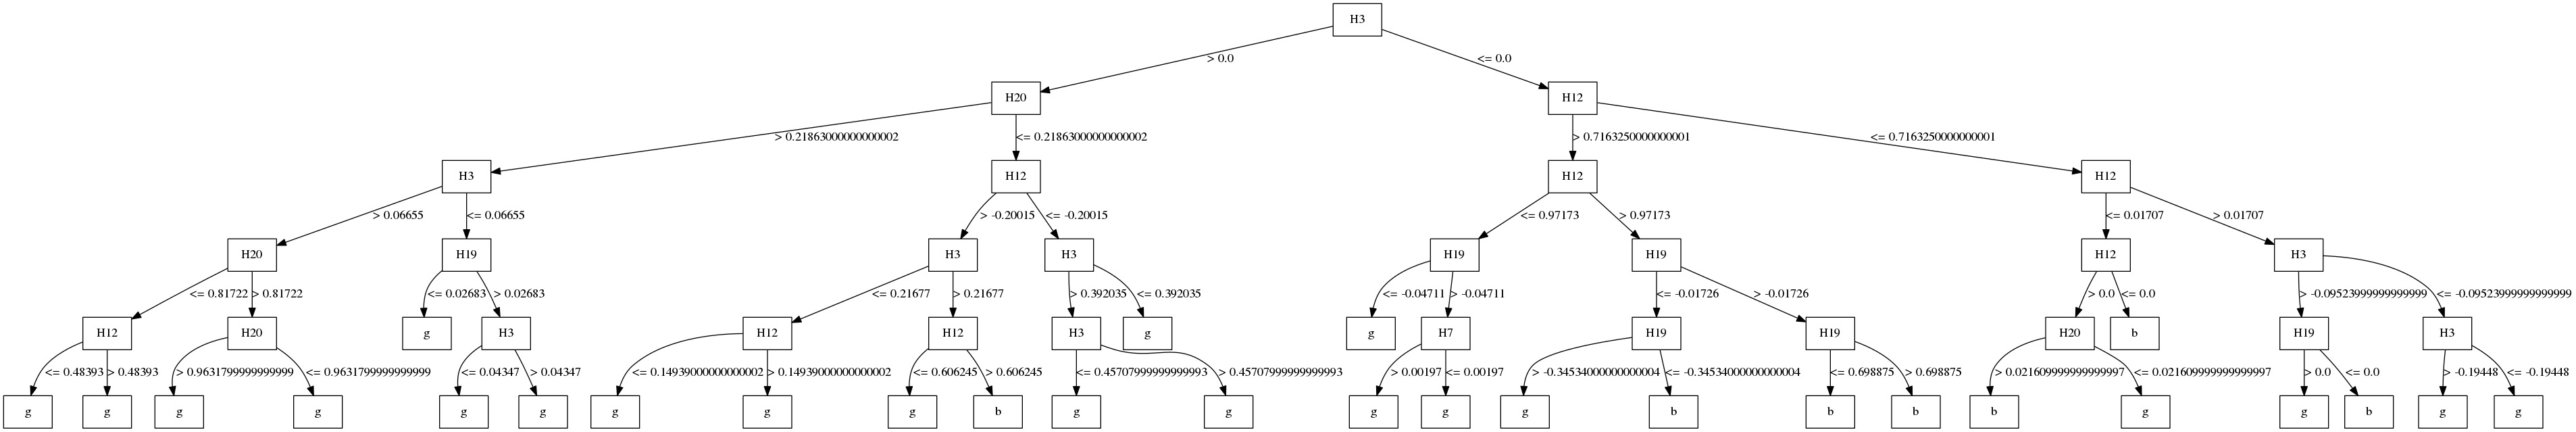 H3
> 0.0
<= 0.0
H20
H12
> 0.21863000000000002
<= 0.21863000000000002
> 0.7163250000000001
<= 0.7163250000000001
H3
H12
H12
H12
> 0.06655
<= 0.06655
> -0.20015
<= -0.20015
<= 0.97173
> 0.97173
<= 0.01707
> 0.01707
H20
H19
H3
H3
H19
H19
H12
H3
<= 0.81722
> 0.81722
<= 0.02683
> 0.02683
<= 0.21677
> 0.21677
> 0.392035
<= 0.392035
<= -0.04711
> -0.04711
<= -0.01726
> -0.01726
> 0.0
<= 0.0
> -0.09523999999999999
<= -0.09523999999999999
H12
H20
g
H3
H12
H12
H3
g
g
H7
H19
H19
H20
b
H19
H3
<= 0.48393
> 0.48393
> 0.9631799999999999
<= 0.9631799999999999
<= 0.04347
> 0.04347
<= 0.14939000000000002
> 0.14939000000000002
<= 0.606245
> 0.606245
<= 0.45707999999999993
> 0.45707999999999993
> 0.00197
<= 0.00197
> -0.34534000000000004
<= -0.34534000000000004
<= 0.698875
> 0.698875
> 0.021609999999999997
<= 0.021609999999999997
> 0.0
<= 0.0
> -0.19448
<= -0.19448
g
g
g
g
g
g
g
g
g
b
g
g
g
g
g
b
b
b
b
g
g
b
g
g